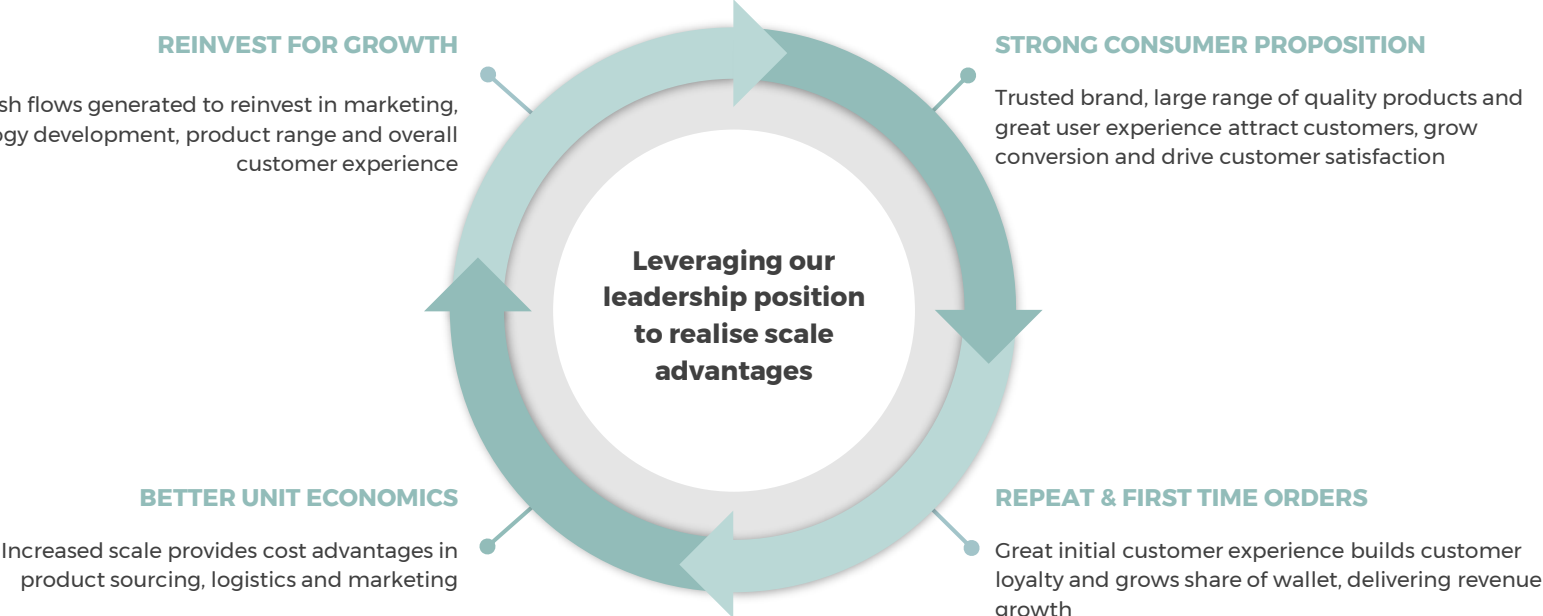 REINVEST FOR GROWTH
flows generated to reinvest in marketing,
development, product range and overall
customer experience
STRONG CONSUMER PROPOSITION
Trusted brand, large range of quality products and
great user experience attract customers, grow
conversion and drive customer satisfaction
Leveraging our
leadership position
to realise scale
advantages
BETTER UNIT ECONOMICS
Increased scale provides cost advantages in
product sourcing, logistics and marketing
REPEAT & FIRST TIME ORDERS
Great initial customer experience builds customer
loyalty and grows share of wallet, delivering revenue
growth